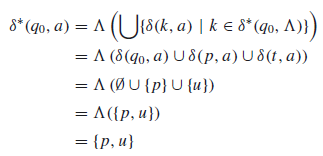 δ*(q₀, a) = Λ (⋃{δ(k, a) | k ∈ δ*(q₀, Λ)})
= Λ (δ(q₀, a) ∪ δ(p, a) ∪ δ(t, a))
= Λ (Ø ∪ {p} ∪ {u})
= Λ({p, u})
= {p, u}